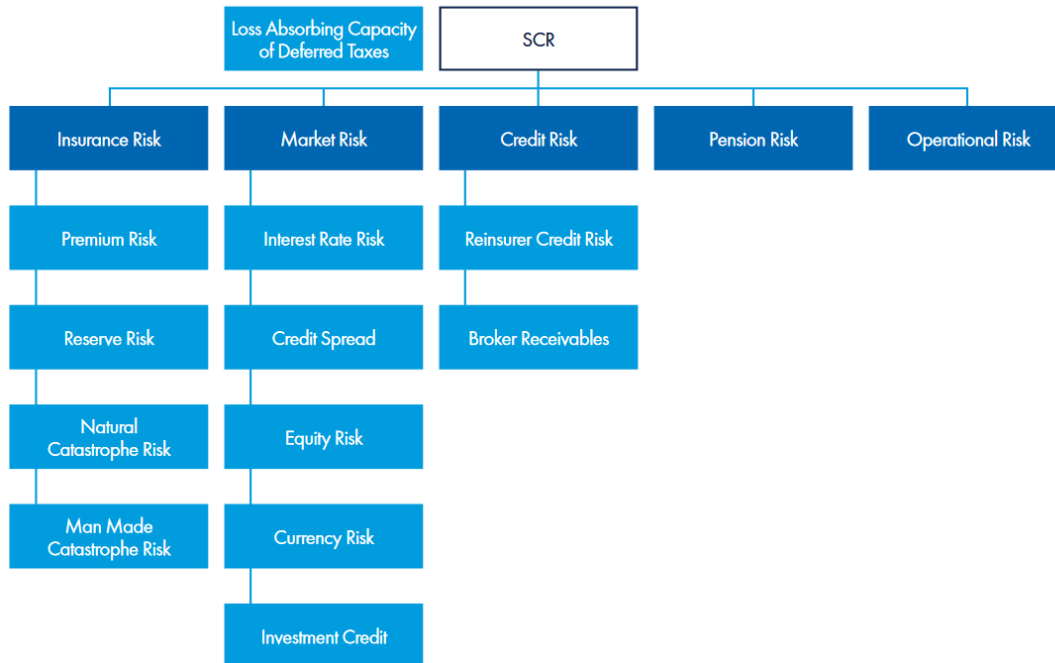 Loss Absorbing Capacity
of Deferred Taxes
SCR
Insurance Risk
Market Risk
Credit Risk
Pension Risk
Operational Risk
Premium Risk
Interest Rate Risk
Reinsurer Credit Risk
Reserve Risk
Credit Spread
Broker Receivables
Natural
Catastrophe Risk
Equity Risk
Man Made
Catastrophe Risk
Currency Risk
Investment Credit